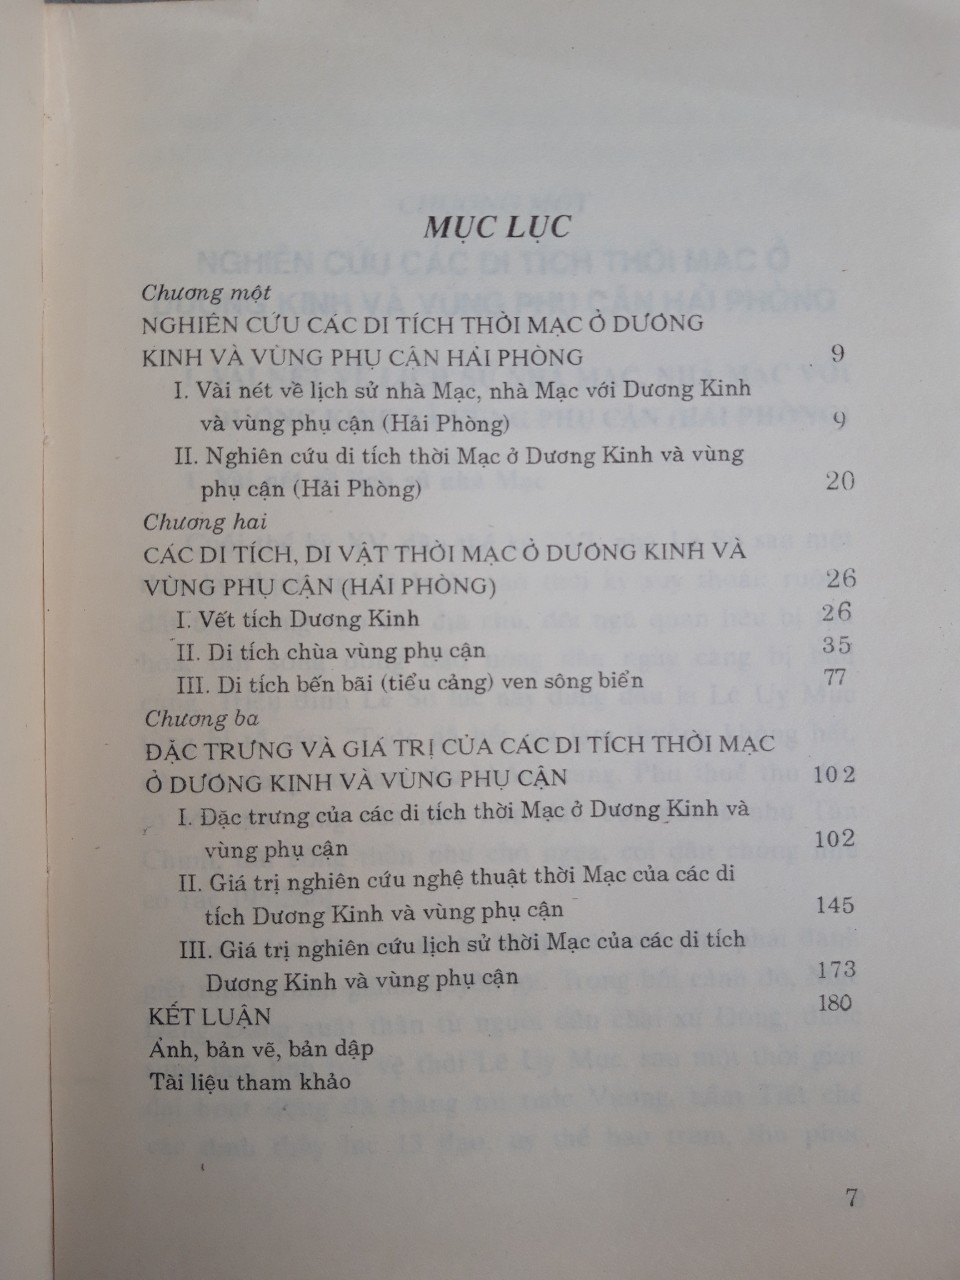 MỤC LỤC
Chương một
NGHIÊN CỨU CÁC DI TÍCH THỜI MẠC Ở DƯƠNG
KINH VÀ VÙNG PHỤ CẬN HẢI PHÒNG 9
I. Vài nét về lịch sử nhà Mạc, nhà Mạc với Dương Kinh
và vùng phụ cận (Hải Phòng) 9
II. Nghiên cứu di tích thời Mạc ở Dương Kinh và vùng
phụ cận (Hải Phòng) 20
Chương hai
CÁC DI TÍCH, DI VẬT THỜI MẠC Ở DƯƠNG KINH VÀ
VÙNG PHỤ CẬN (HẢI PHÒNG) 26
I. Vết tích Dương Kinh 26
II. Di tích chùa vùng phụ cận 35
III. Di tích bến bãi (tiểu cảng) ven sông biển 77
Chương ba
ĐẶC TRƯNG VÀ GIÁ TRỊ CỦA CÁC DI TÍCH THỜI MẠC
Ở DƯƠNG KINH VÀ VÙNG PHỤ CẬN 102
I. Đặc trưng của các di tích thời Mạc ở Dương Kinh và
vùng phụ cận 102
II. Giá trị nghiên cứu nghệ thuật thời Mạc của các di
tích Dương Kinh và vùng phụ cận 145
III. Giá trị nghiên cứu lịch sử thời Mạc của các di tích
Dương Kinh và vùng phụ cận 173
KẾT LUẬN 180
Ảnh, bản vẽ, bản dập
Tài liệu tham khảo
7